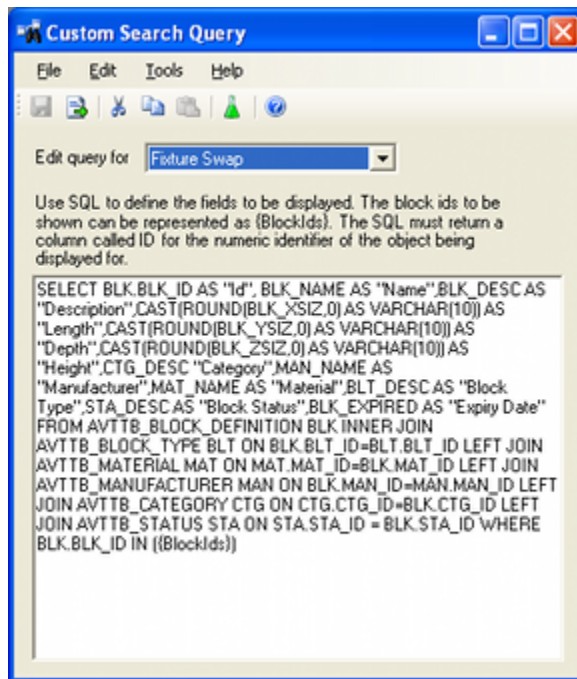 Custom Search Query
File Edit Tools Help
Edit query for Fixture Swap
Use SQL to define the fields to be displayed. The block ids to be
shown can be represented as {BlockIds}. The SQL must return a
column called ID for the numeric identifier of the object being
displayed for.
SELECT BLK.BLK_ID AS "Id", BLK_NAME AS "Name",BLK_DESC AS
"Description",CAST(ROUND(BLK_XSIZ,0) AS VARCHAR(10)) AS
"Length",CAST(ROUND(BLK_YSIZ,0) AS VARCHAR(10)) AS
"Depth",CAST(ROUND(BLK_ZSIZ,0) AS VARCHAR(10)) AS
"Height",CTG_DESC "Category",MAN_NAME AS
"Manufacturer",MAT_NAME AS "Material",BLT_DESC AS "Block
Type",STA_DESC AS "Block Status",BLK_EXPIRED AS "Expiry Date"
FROM AVTTB_BLOCK_DEFINITION BLK INNER JOIN
AVTTB_BLOCK_TYPE BLT ON BLK.BLT_ID=BLT.BLT_ID LEFT JOIN
AVTTB_MATERIAL MAT ON MAT.MAT_ID=BLK.MAT_ID LEFT JOIN
AVTTB_MANUFACTURER MAN ON BLK.MAN_ID=MAN.MAN_ID LEFT
JOIN AVTTB_CATEGORY CTG ON CTG.CTG_ID=BLK.CTG_ID LEFT
JOIN AVTTB_STATUS STA ON STA.STA_ID = BLK.STA_ID WHERE
BLK.BLK_ID IN ({BlockIds})